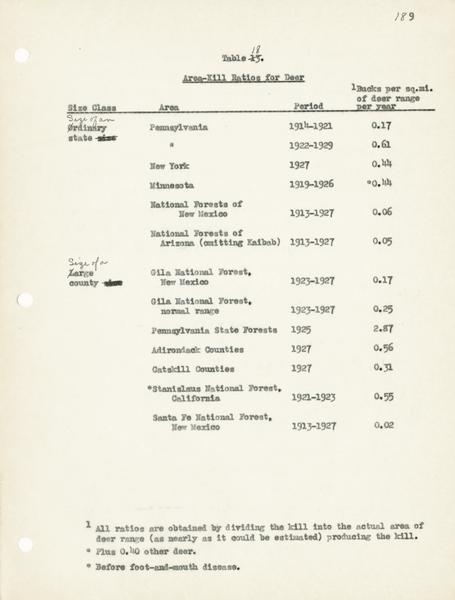 189
18
Table 15.
Area-Kill Ratios for Deer
Size Class Area Period 1Bucks per sq.mi. of deer range per year
Size of an
Ordinary state size Pennsylvania 1914-1921 0.17
" 1922-1929 0.61
New York 1927 0.44
Minnesota 1919-1926 *0.44
National Forests of
New Mexico 1913-1927 0.06
National Forests of
Arizona (omitting Kaibab) 1913-1927 0.05
Size of a
Large county size Gila National Forest,
New Mexico 1923-1927 0.17
Gila National Forest,
normal range 1923-1927 0.25
Pennsylvania State Forests 1925 2.87
Adirondack Counties 1927 0.56
Catskill Counties 1927 0.31
*Stanislaus National Forest,
California 1921-1923 0.55
Santa Fe National Forest,
New Mexico 1913-1927 0.02
1 All ratios are obtained by dividing the kill into the actual area of
deer range (as nearly as it could be estimated) producing the kill.
* Plus 0.40 other deer.
* Before foot-and-mouth disease.